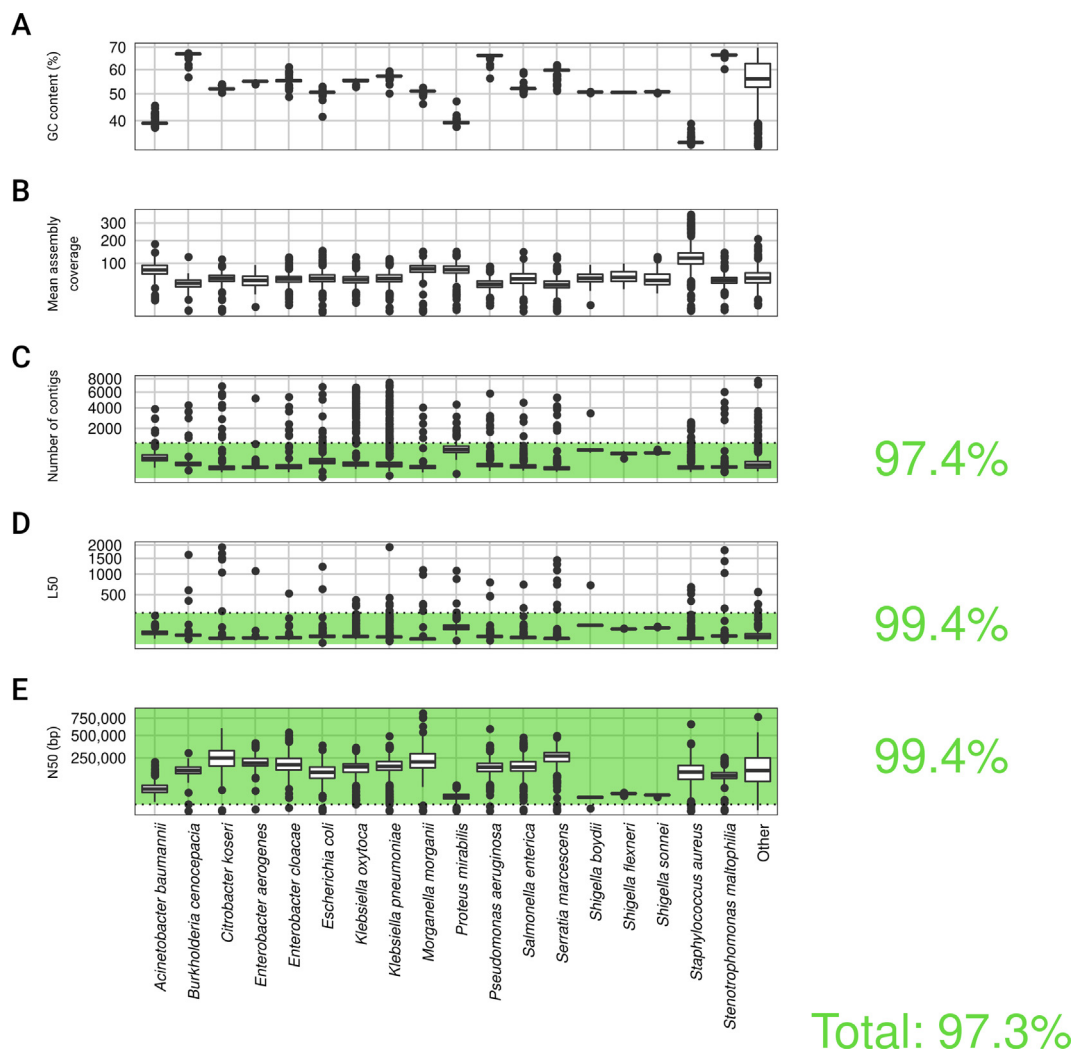 A
GC content (%)
70
60
50
40
B
Mean assembly
coverage
300
200
100
C
Number of contigs
8000
6000
4000
2000
97.4%
D
L50
2000
1500
1000
500
99.4%
E
N50 (bp)
750,000
500,000
250,000
99.4%
Acinetobacter baumannii
Burkholderia cenocepacia
Citrobacter koseri
Enterobacter aerogenes
Enterobacter cloacae
Escherichia coli
Klebsiella oxytoca
Klebsiella pneumoniae
Morganella morganii
Proteus mirabilis
Pseudomonas aeruginosa
Salmonella enterica
Serratia marcescens
Shigella boydii
Shigella flexneri
Shigella sonnei
Staphylococcus aureus
Stenotrophomonas maltophilia
Other
Total: 97.3%